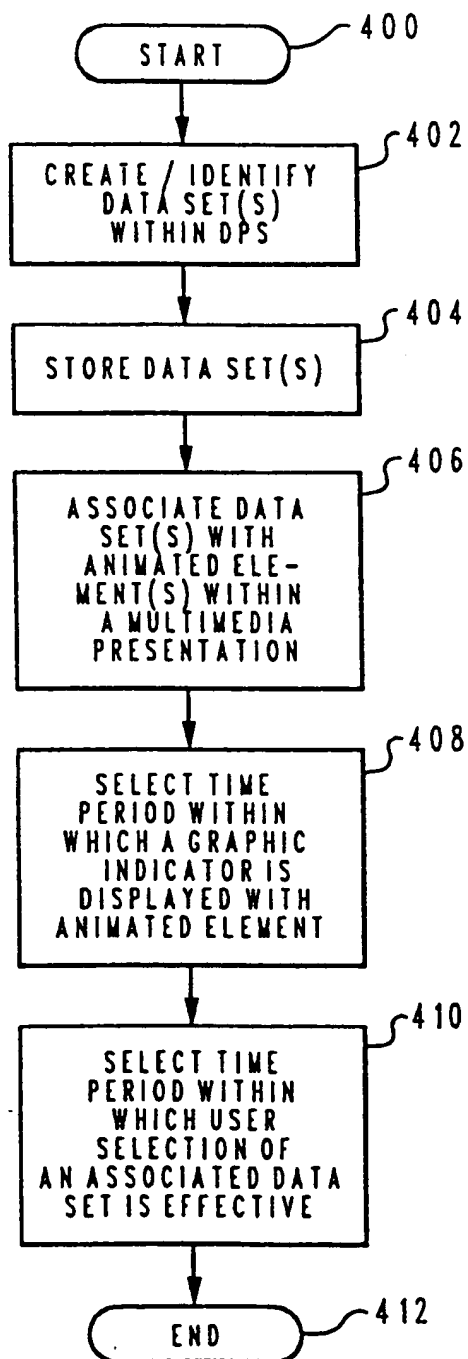 START
400
402
CREATE / IDENTIFY
DATA SET(S)
WITHIN DPS
404
STORE DATA SET(S)
406
ASSOCIATE DATA
SET(S) WITH
ANIMATED ELE-
MENT(S) WITHIN
A MULTIMEDIA
PRESENTATION
408
SELECT TIME
PERIOD WITHIN
WHICH A GRAPHIC
INDICATOR IS
DISPLAYED WITH
ANIMATED ELEMENT
410
SELECT TIME
PERIOD WITHIN
WHICH USER
SELECTION OF
AN ASSOCIATED DATA
SET IS EFFECTIVE
END
412